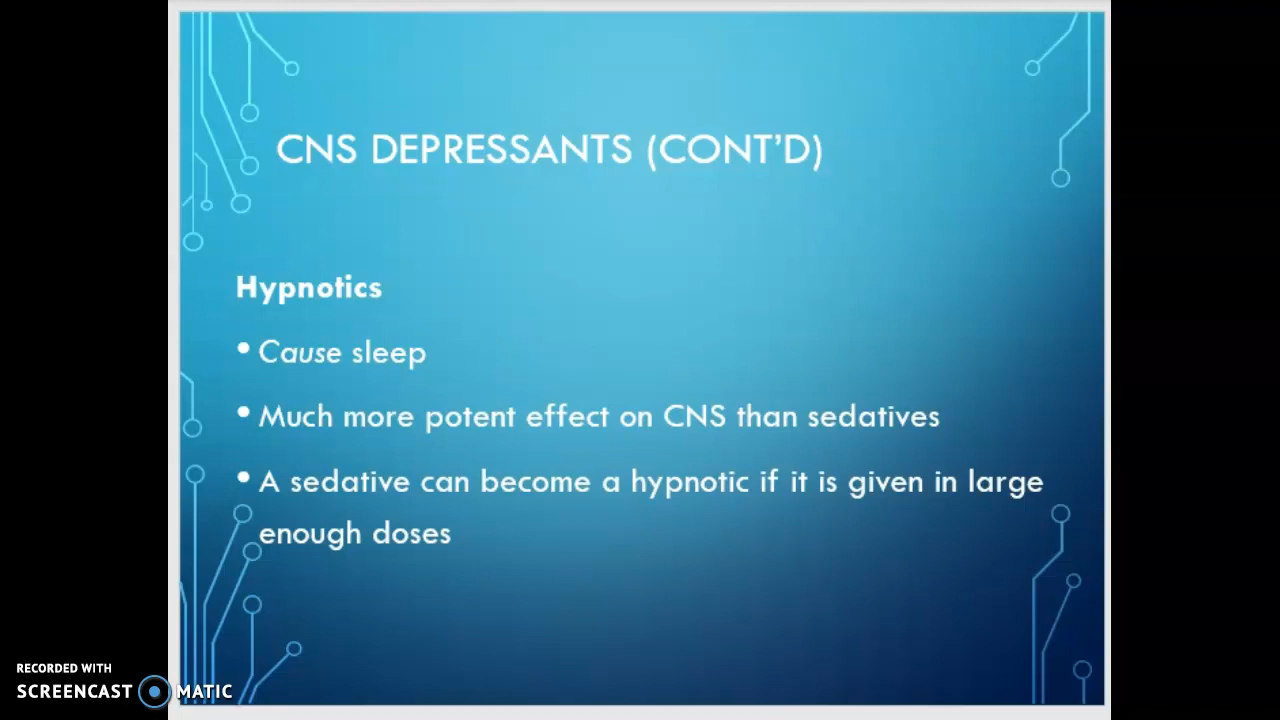 CNS DEPRESSANTS (CONT’D)
Hypnotics
• Cause sleep
• Much more potent effect on CNS than sedatives
• A sedative can become a hypnotic if it is given in large
enough doses
RECORDED WITH
SCREENCAST MATIC